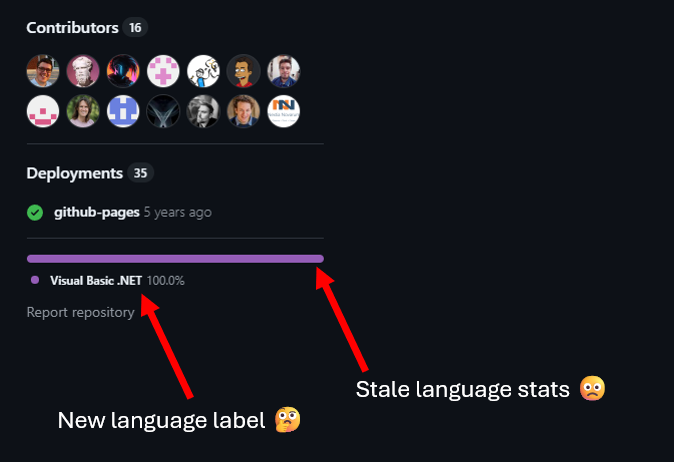 Contributors 16
Deployments 35
github-pages 5 years ago
Visual Basic .NET 100.0%
Report repository
Stale language stats 🙁
New language label 🤔